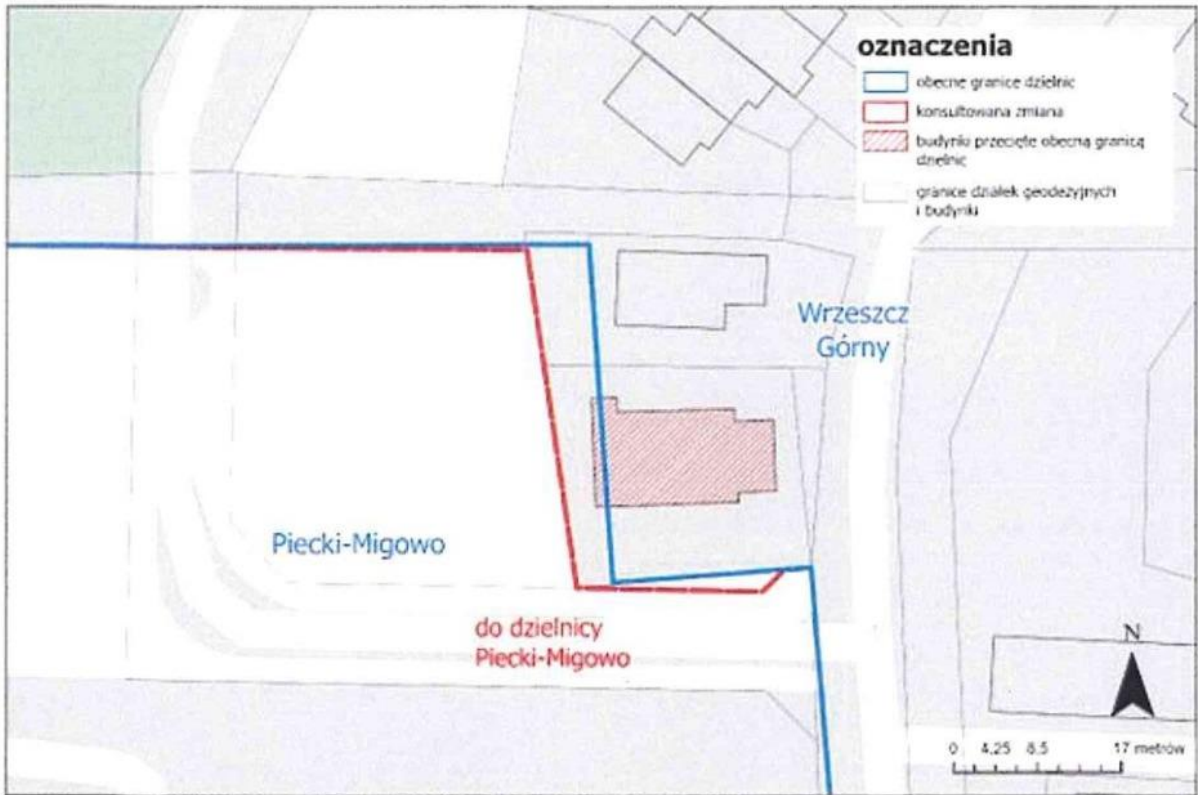 oznaczenia
obecne granice dzielnic
konsultowana zmiana
budynki przecięte obecną granicą
dzielnic
granice działek geodezyjnych
i budynki
Wrzeszcz
Górny
Piecki-Migowo
do dzielnicy
Piecki-Migowo
N
0 4,25 8,5 17 metrów